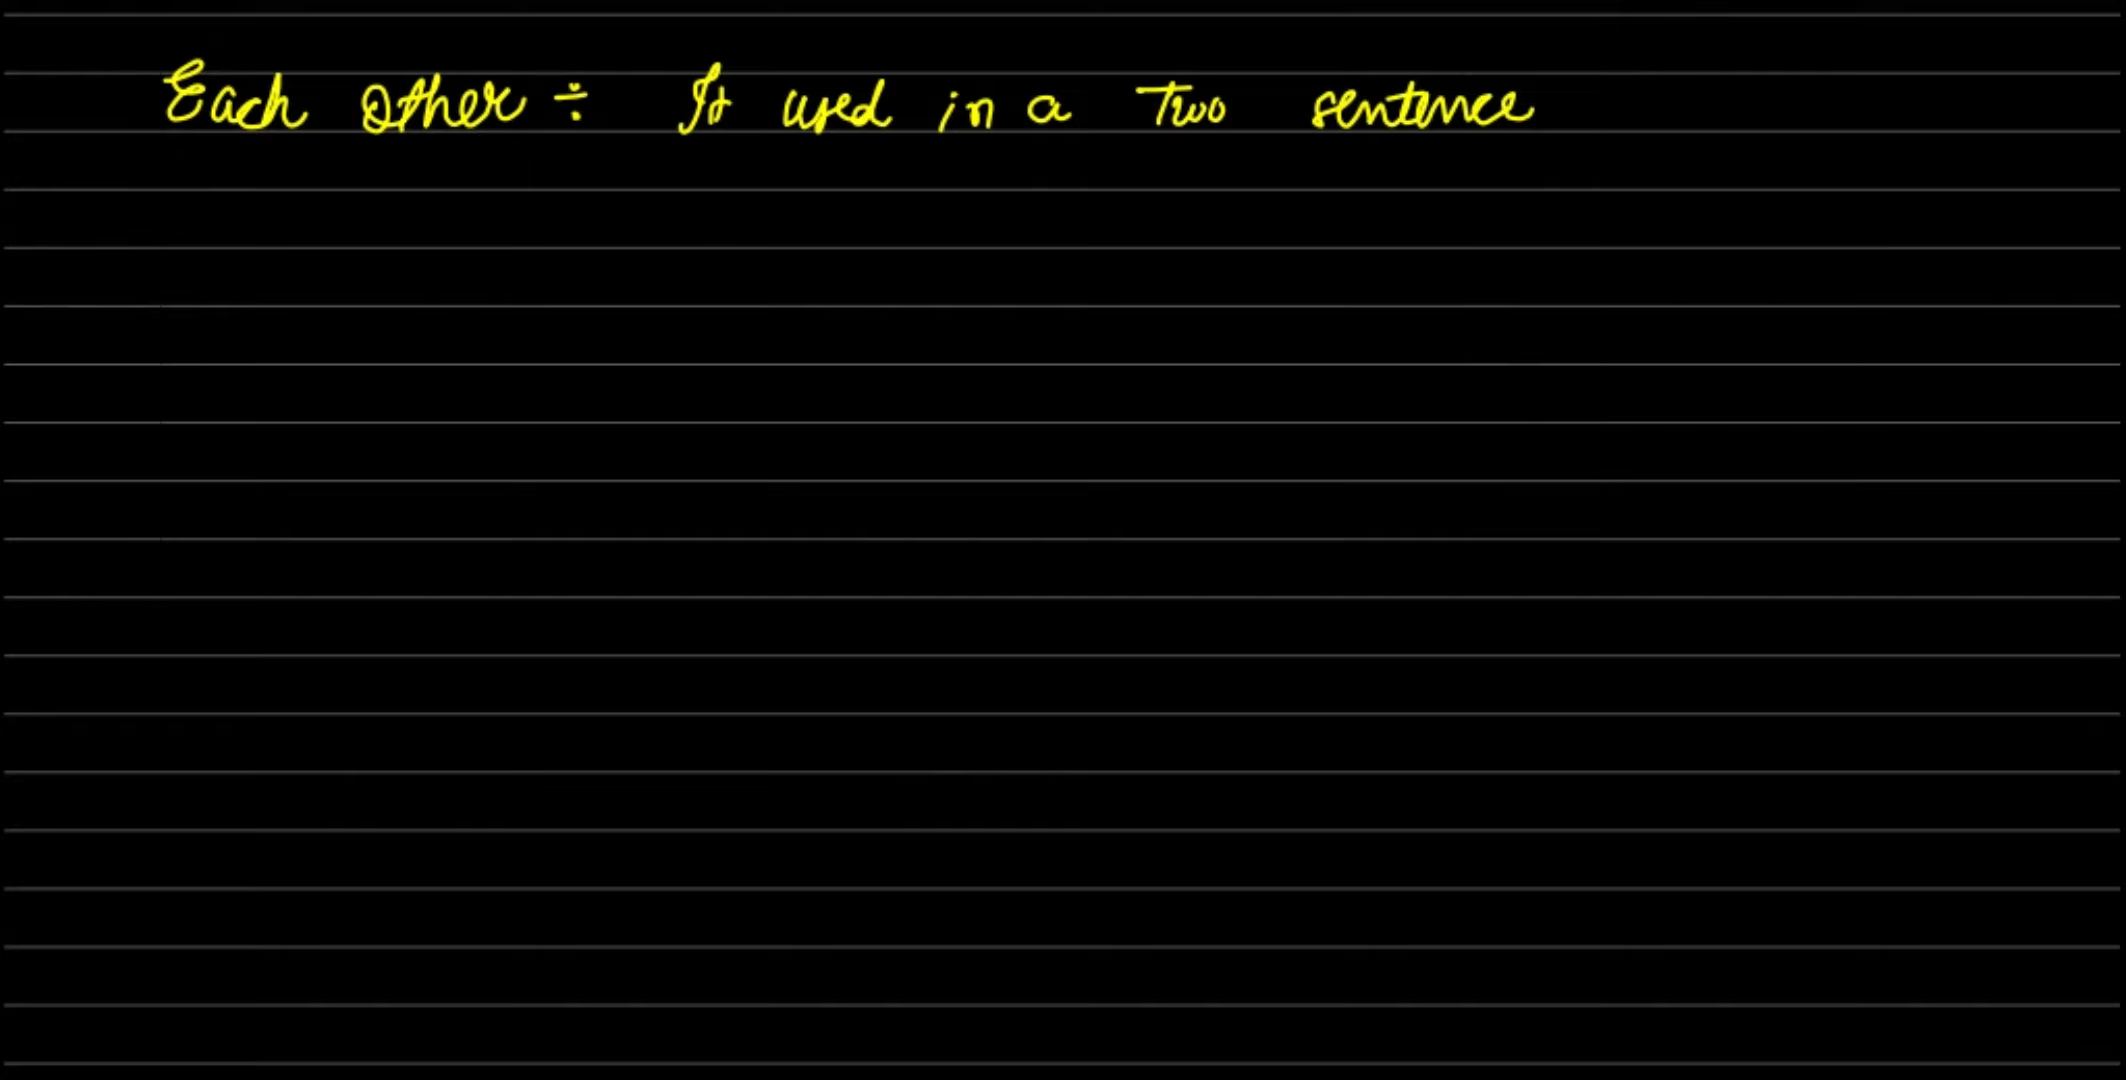 Each Other ÷ It used in a Two sentence